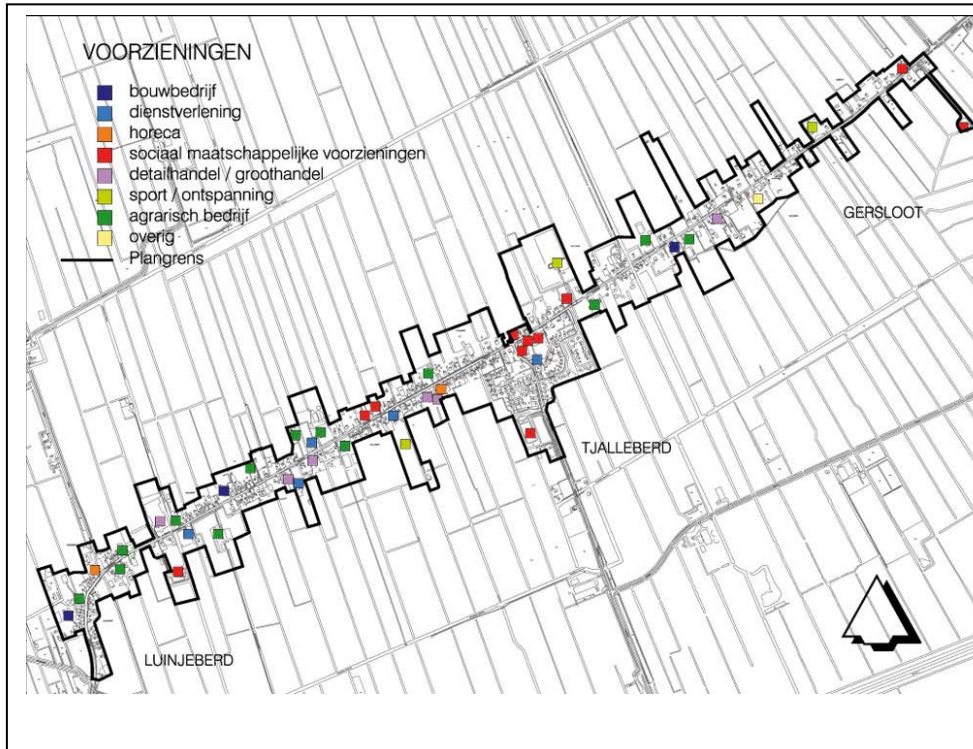 VOORZIENINGEN
bouwbedrijf
dienstverlening
horeca
sociaal maatschappelijke voorzieningen
detailhandel / groothandel
sport / ontspanning
agrarisch bedrijf
overig
Plangrens
GERSLOOT
TJALLEBERD
LUINJEBERD